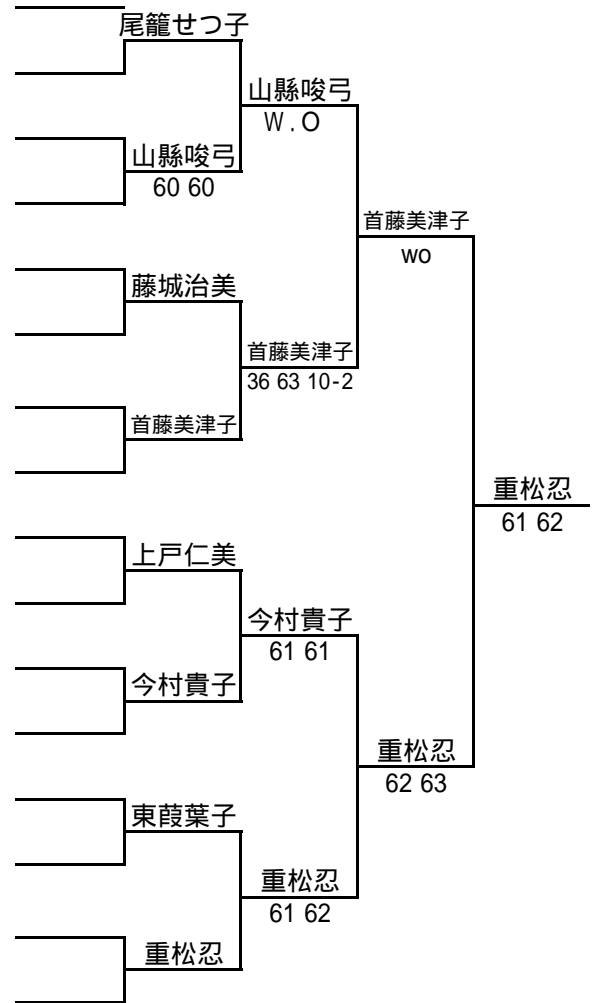 尾籠せつ子
山縣唆弓
W.O
山縣唆弓
60 60
首藤美津子
wo
藤城治美
首藤美津子
36 63 10-2
首藤美津子
重松忍
61 62
上戸仁美
今村貴子
61 61
今村貴子
重松忍
62 63
東葭葉子
重松忍
61 62
重松忍